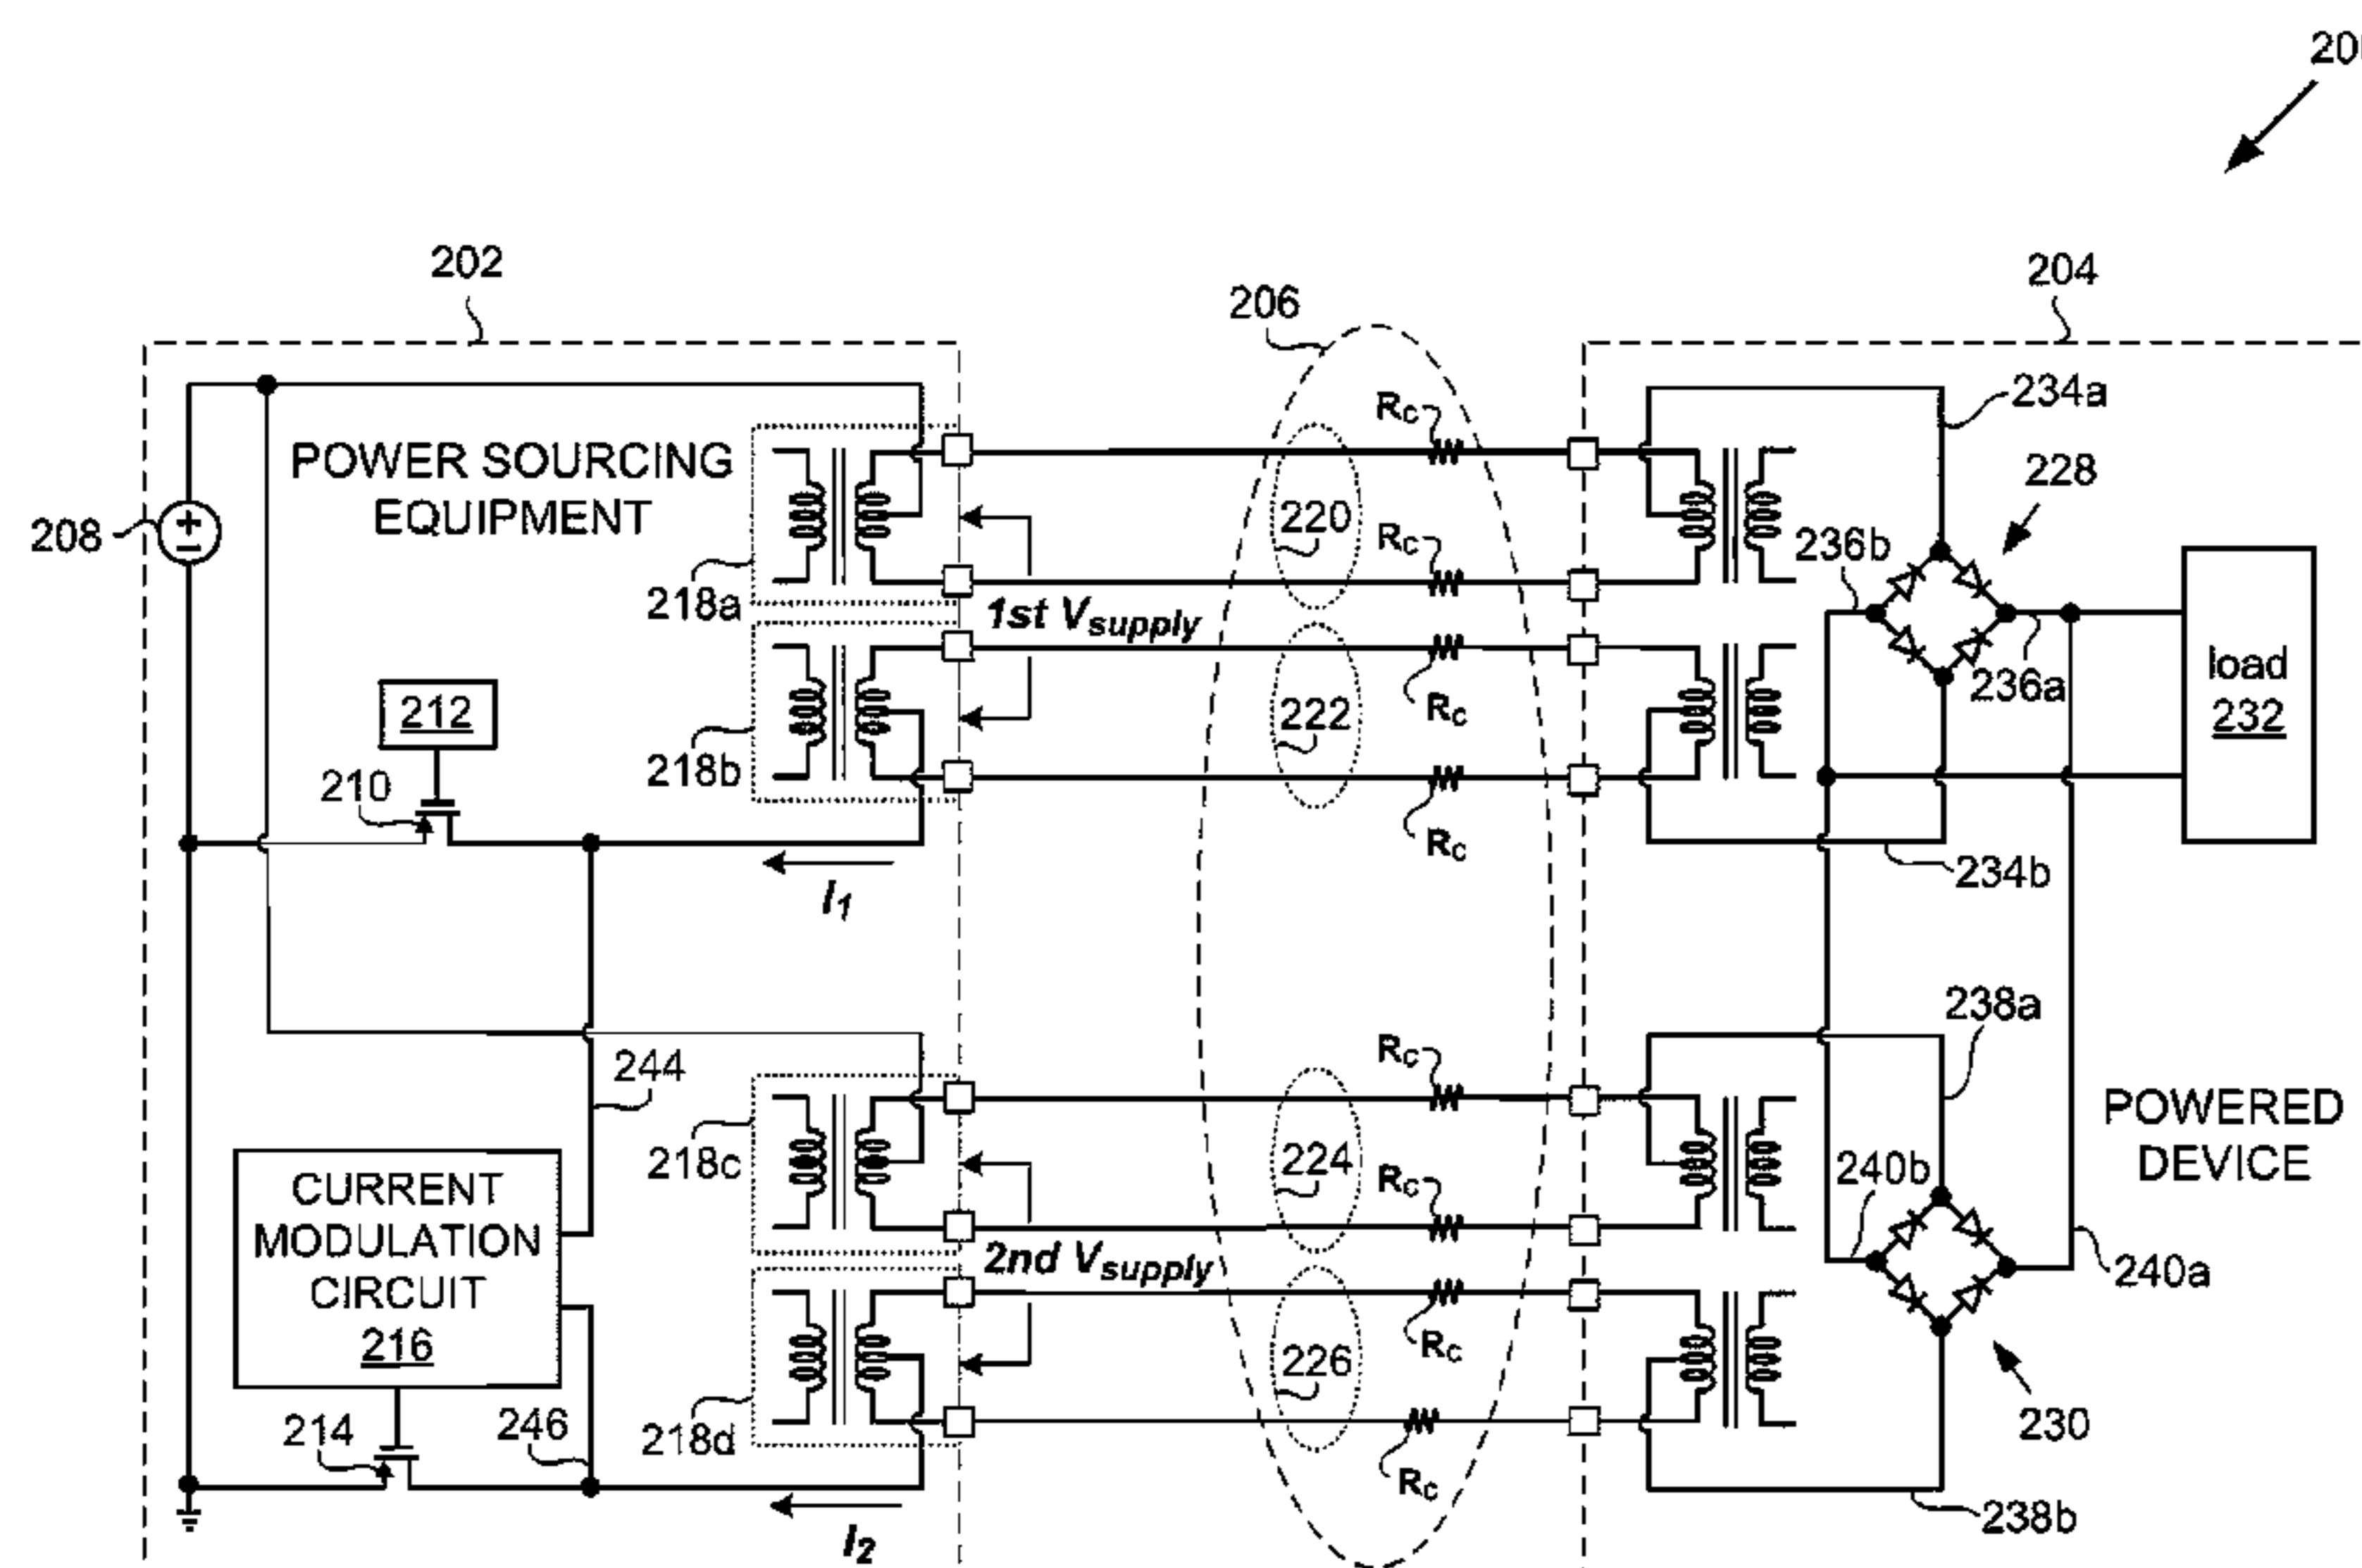 202
204
206
POWER SOURCING
EQUIPMENT
208
+
−
218a
1st Vsupply
218b
212
210
I1
RC
220
RC
RC
222
RC
234a
228
236b
236a
load
232
234b
244
CURRENT
MODULATION
CIRCUIT
216
214
246
218c
2nd Vsupply
218d
I2
RC
224
RC
RC
226
RC
238a
POWERED
DEVICE
240b
240a
230
238b